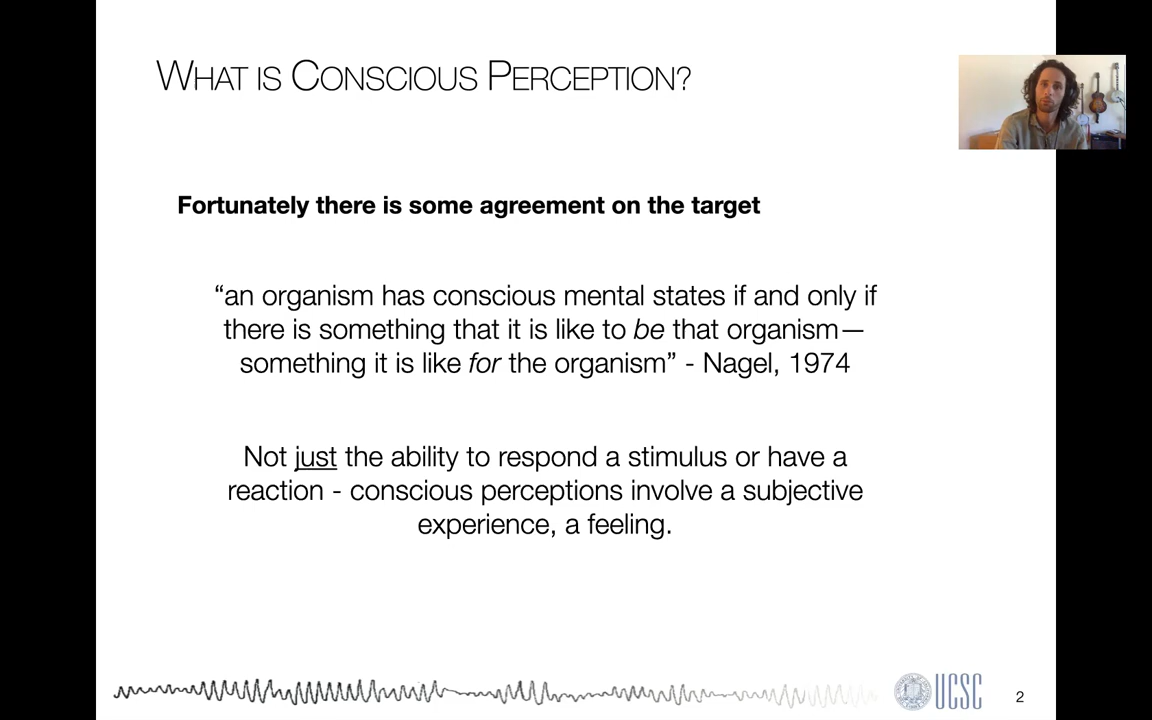 WHAT IS CONSCIOUS PERCEPTION?
Fortunately there is some agreement on the target
“an organism has conscious mental states if and only if
there is something that it is like to be that organism—
something it is like for the organism” - Nagel, 1974
Not just the ability to respond a stimulus or have a
reaction - conscious perceptions involve a subjective
experience, a feeling.
UCSC
2